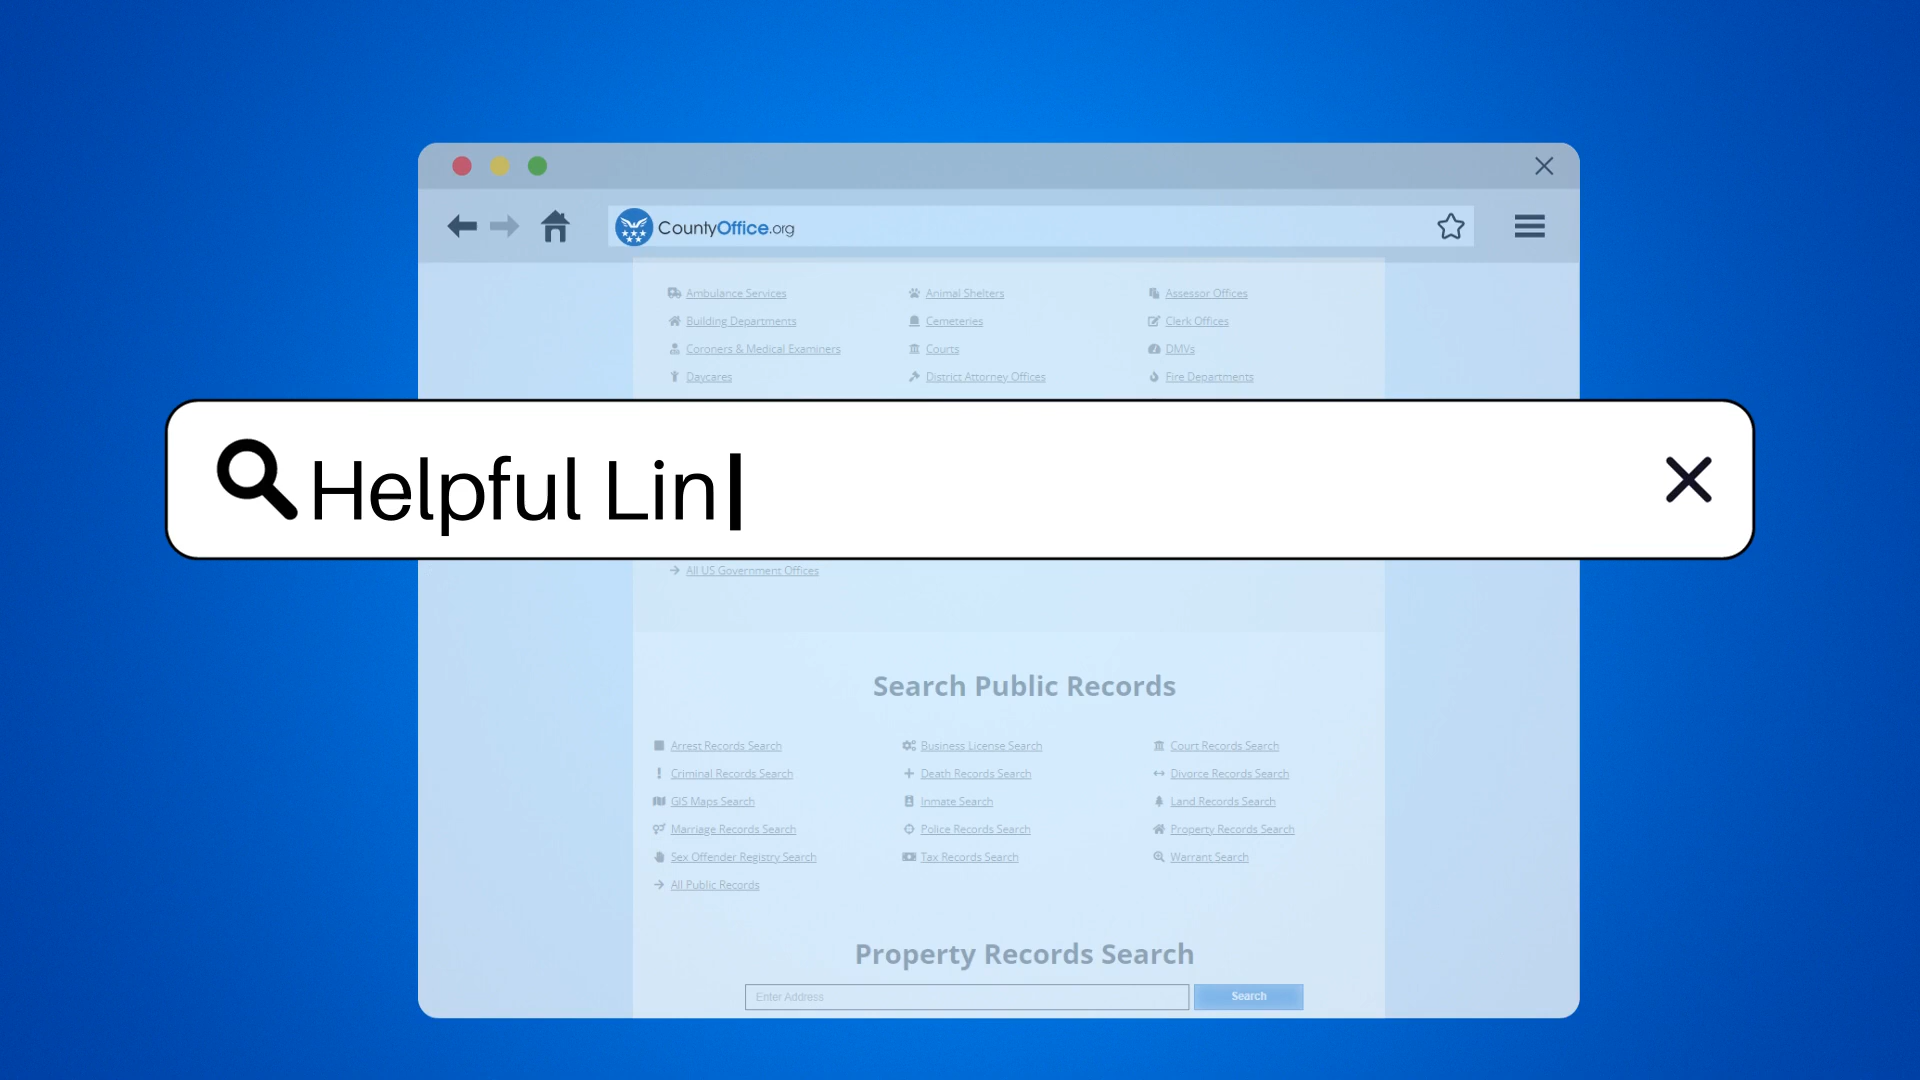 CountyOffice.org
Ambulance Services Animal Shelters Assessor Offices
Building Departments Cemeteries Clerk Offices
Coroners & Medical Examiners Courts DMVs
Daycares District Attorney Offices Fire Departments
Helpful Lin
All US Government Offices
Search Public Records
Arrest Records Search Business License Search Court Records Search
Criminal Records Search Death Records Search Divorce Records Search
GIS Maps Search Inmate Search Land Records Search
Marriage Records Search Police Records Search Property Records Search
Sex Offender Registry Search Tax Records Search Warrant Search
All Public Records
Property Records Search
Enter Address Search